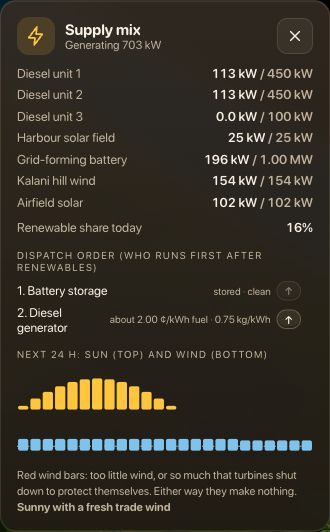 Supply mix
Generating 703 kW
Diesel unit 1 113 kW / 450 kW
Diesel unit 2 113 kW / 450 kW
Diesel unit 3 0.0 kW / 100 kW
Harbour solar field 25 kW / 25 kW
Grid-forming battery 196 kW / 1.00 MW
Kalani hill wind 154 kW / 154 kW
Airfield solar 102 kW / 102 kW
Renewable share today 16%
DISPATCH ORDER (WHO RUNS FIRST AFTER
RENEWABLES)
1. Battery storage stored · clean ↑
2. Diesel
generator about 2.00 ¢/kWh fuel · 0.75 kg/kWh ↑
NEXT 24 H: SUN (TOP) AND WIND (BOTTOM)
Red wind bars: too little wind, or so much that turbines shut
down to protect themselves. Either way they make nothing.
Sunny with a fresh trade wind